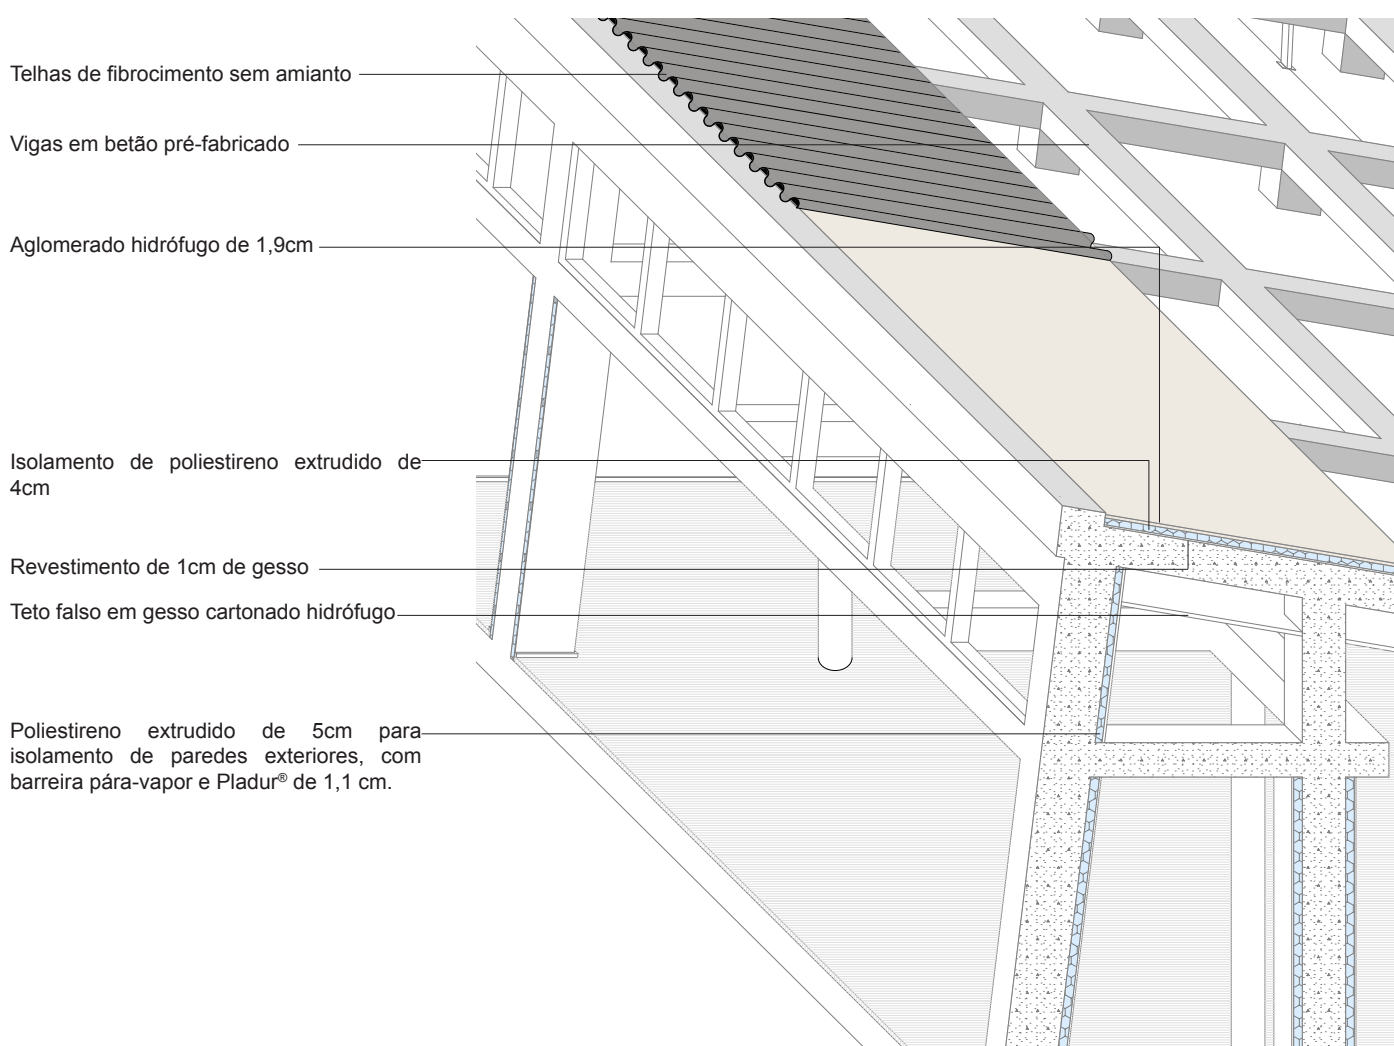 Telhas de fibrocimento sem amianto
Vigas em betão pré-fabricado
Aglomerado hidrófugo de 1,9cm
Isolamento de poliestireno extrudido de
4cm
Revestimento de 1cm de gesso
Teto falso em gesso cartonado hidrófugo
Poliestireno extrudido de 5cm para
isolamento de paredes exteriores, com
barreira pára-vapor e Pladur® de 1,1 cm.